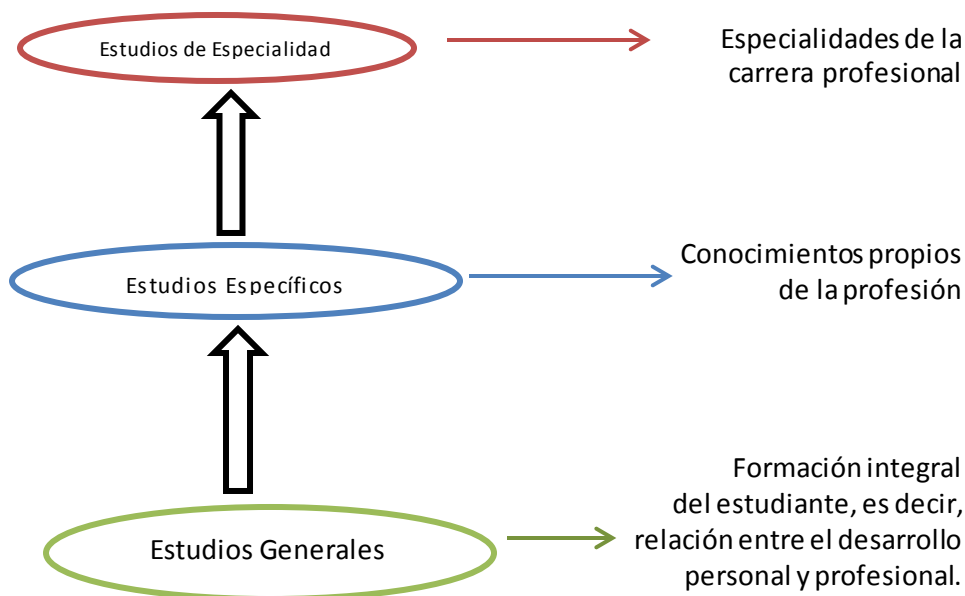 Estudios de Especialidad
Especialidades de la
carrera profesional
Estudios Específicos
Conocimientos propios
de la profesión
Estudios Generales
Formación integral
del estudiante, es decir,
relación entre el desarrollo
personal y profesional.